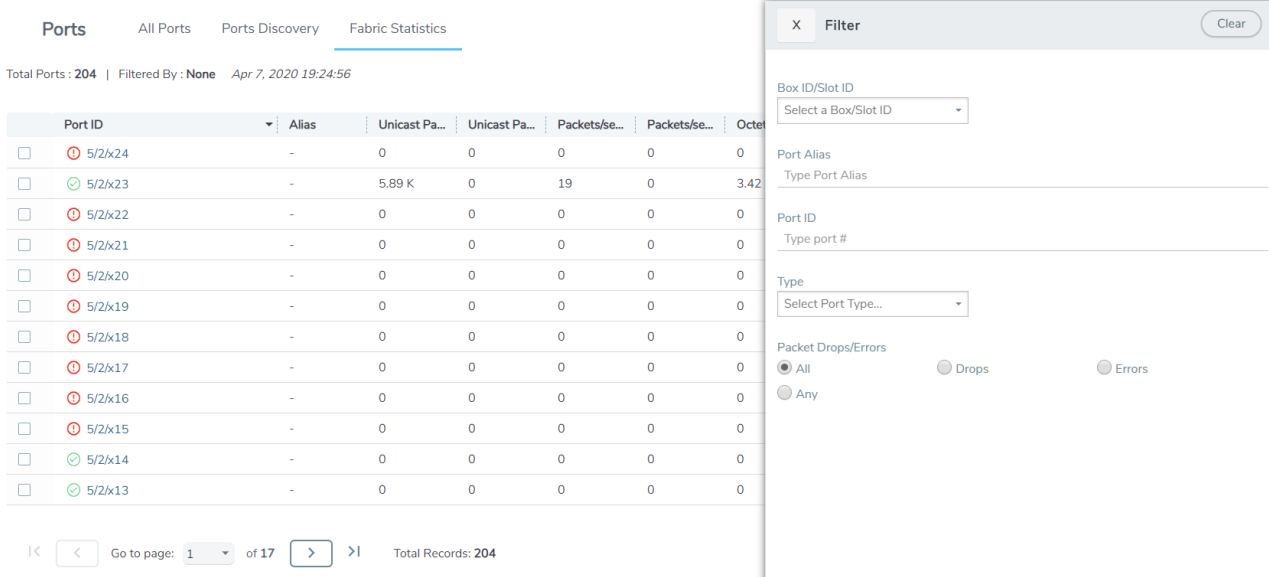 Ports All Ports Ports Discovery Fabric Statistics
Total Ports : 204 | Filtered By : None Apr 7, 2020 19:24:56
Port ID Alias Unicast Pa... Unicast Pa... Packets/se... Packets/se... Octet
5/2/x24 - 0 0 0 0 0
5/2/x23 - 5.89 K 0 19 0 3.42
5/2/x22 - 0 0 0 0 0
5/2/x21 - 0 0 0 0 0
5/2/x20 - 0 0 0 0 0
5/2/x19 - 0 0 0 0 0
5/2/x18 - 0 0 0 0 0
5/2/x17 - 0 0 0 0 0
5/2/x16 - 0 0 0 0 0
5/2/x15 - 0 0 0 0 0
5/2/x14 - 0 0 0 0 0
5/2/x13 - 0 0 0 0 0
Go to page: 1 of 17 Total Records: 204
X Filter Clear
Box ID/Slot ID
Select a Box/Slot ID
Port Alias
Type Port Alias
Port ID
Type port #
Type
Select Port Type...
Packet Drops/Errors
All Drops Errors
Any